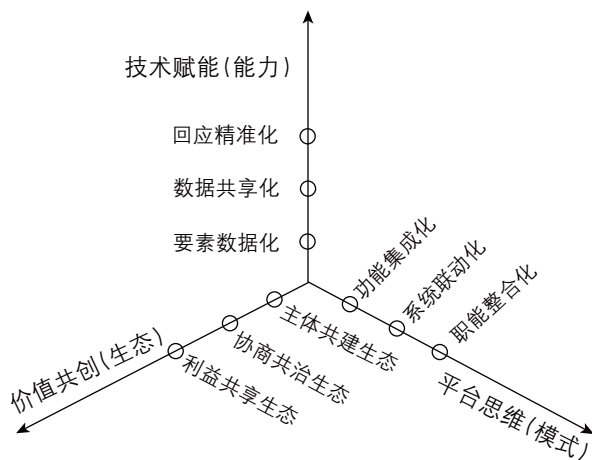 技术赋能(能力)
回应精准化
数据共享化
要素数据化
功能集成化
系统联动化
职能整合化
平台思维(模式)
主体共建生态
协商共治生态
利益共享生态
价值共创(生态)